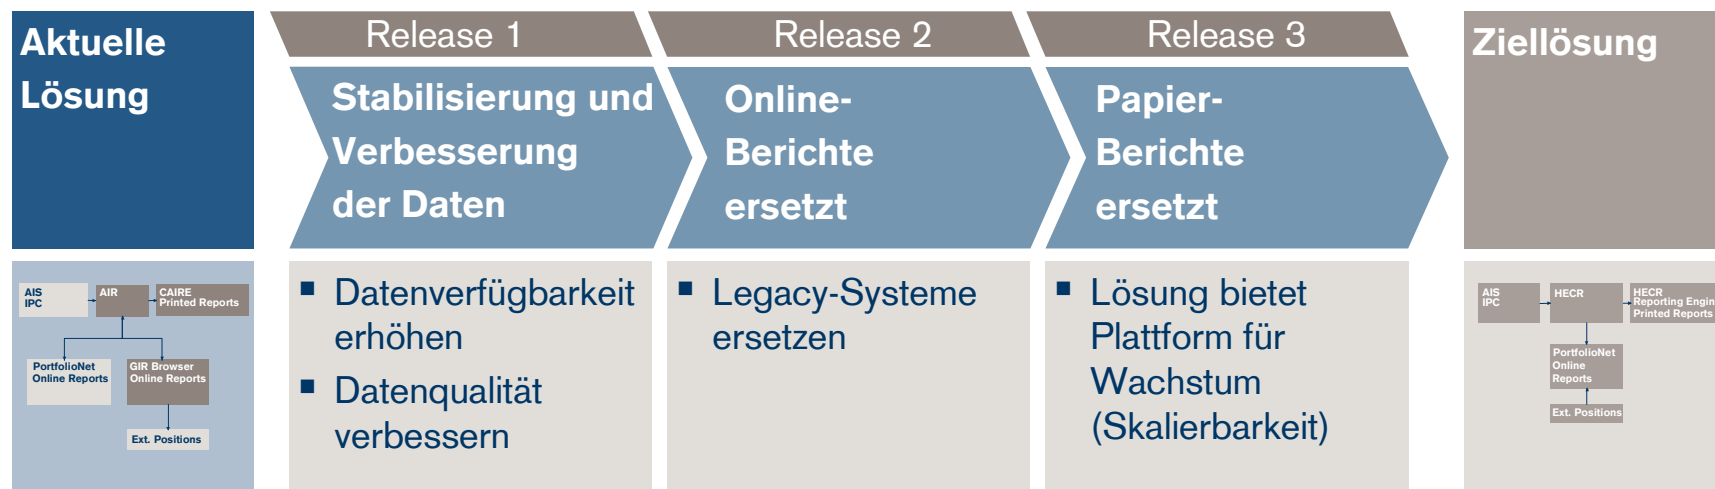 Aktuelle
Lösung
Release 1
Release 2
Release 3
Ziellösung
Stabilisierung und
Verbesserung
der Daten
Online-
Berichte
ersetzt
Papier-
Berichte
ersetzt
AIS
IPC
AIR
CAIRE
Printed Reports
PortfolioNet
Online Reports
GIR Browser
Online Reports
Ext. Positions
▪ Datenverfügbarkeit
erhöhen
▪ Datenqualität
verbessern
▪ Legacy-Systeme
ersetzen
▪ Lösung bietet
Plattform für
Wachstum
(Skalierbarkeit)
AIS
IPC
HECR
HECR
Reporting Engin
Printed Reports
PortfolioNet
Online
Reports
Ext. Positions